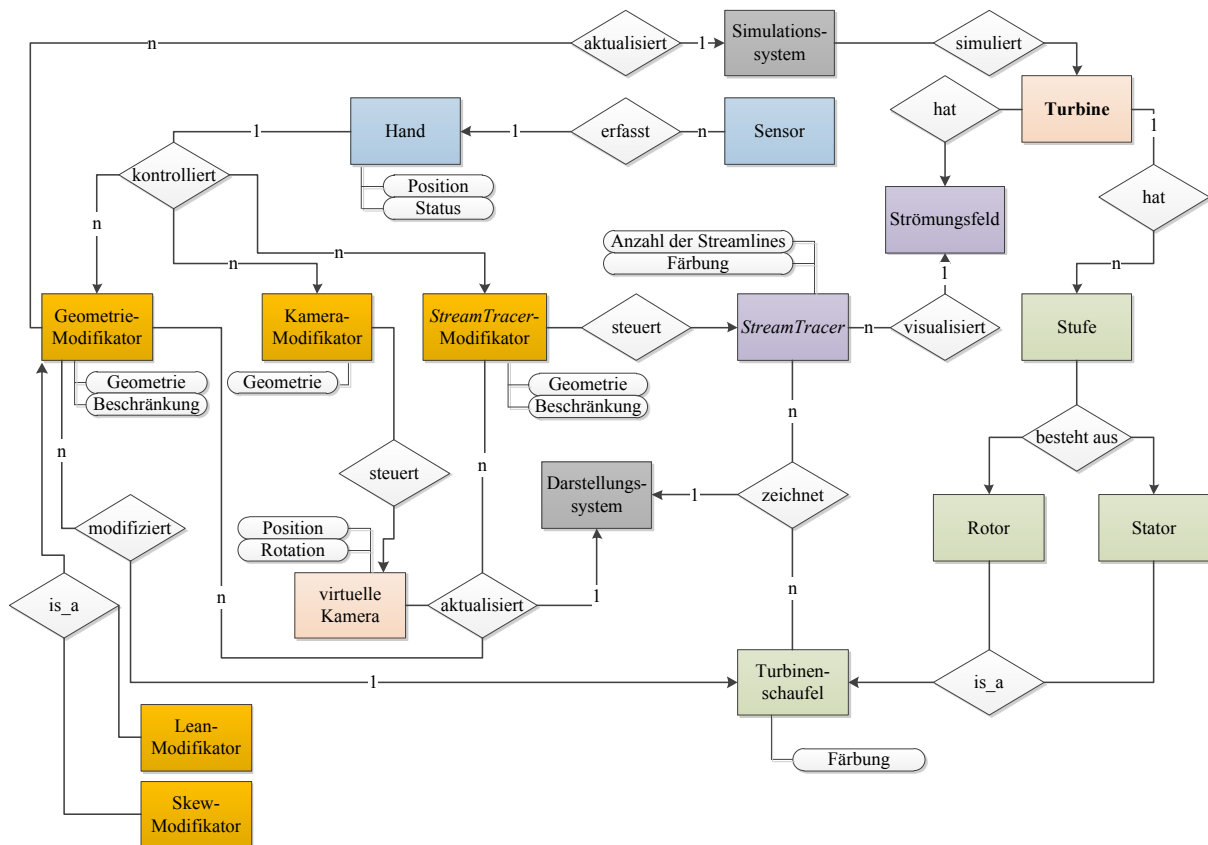 n
aktualisiert
1
Simulations-
system
simuliert
hat
Turbine
1
Hand
1
erfasst
n
Sensor
1
kontrolliert
Position
Status
hat
Strömungsfeld
n
n
n
n
Anzahl der Streamlines
Färbung
1
Geometrie-
Modifikator
Kamera-
Modifikator
StreamTracer-
Modifikator
steuert
StreamTracer
n
visualisiert
Stufe
Geometrie
Beschränkung
Geometrie
Geometrie
Beschränkung
n
besteht aus
n
steuert
n
Darstellungs-
system
1
zeichnet
modifiziert
Position
Rotation
Rotor
Stator
is_a
n
virtuelle
Kamera
aktualisiert
1
n
1
Turbinen-
schaufel
is_a
Lean-
Modifikator
Färbung
Skew-
Modifikator